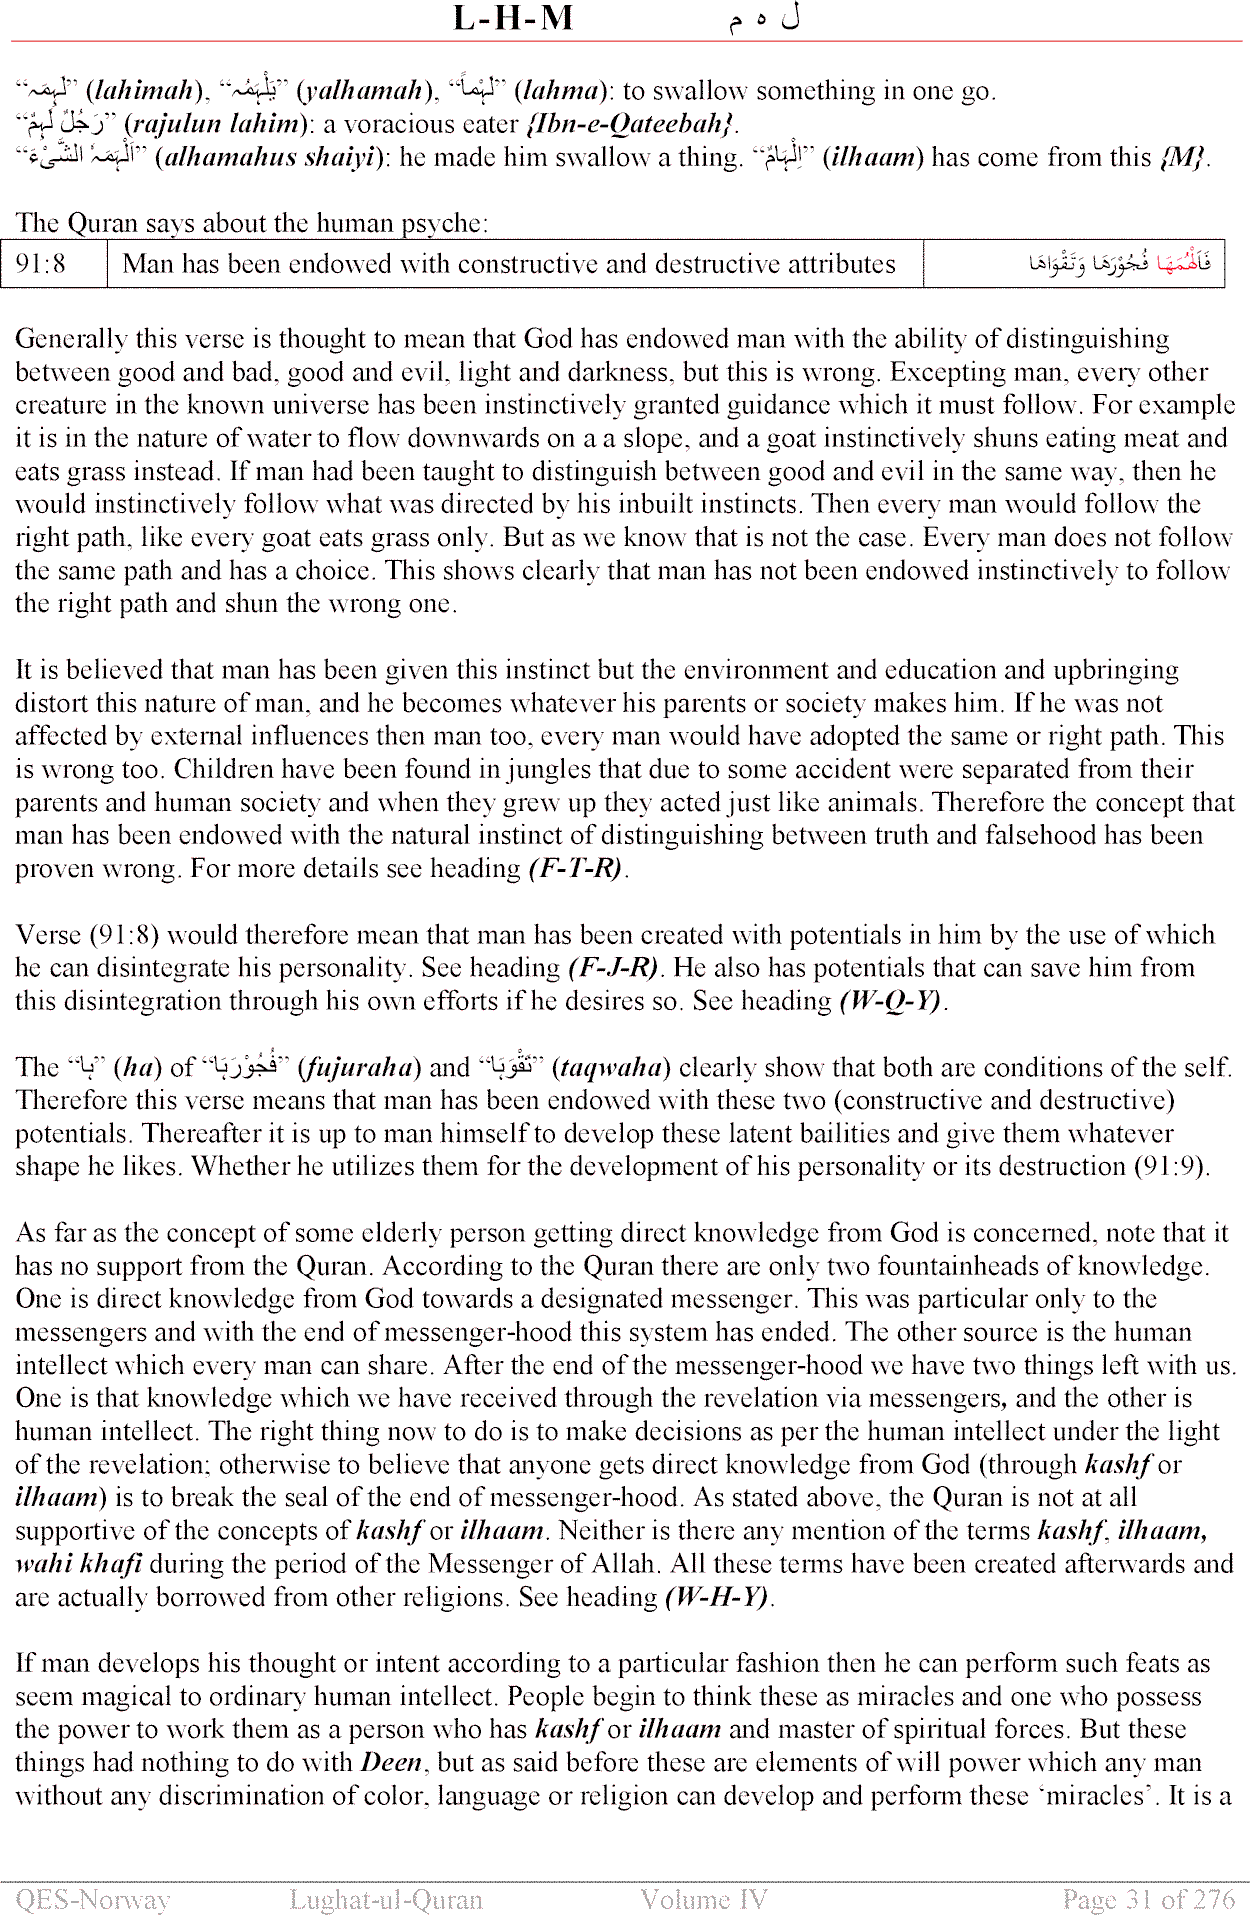 L-H-M ل ہ م
“لَہِمَہ” (lahimah), “یَلْہَمُہ” (yalhamah), “لَہْماً” (lahma): to swallow something in one go.
“رَجُلٌ لَہِمٌ” (rajulun lahim): a voracious eater {Ibn-e-Qateebah}.
“اَلْہَمَہٗ الشَّیْءَ” (alhamahus shaiyi): he made him swallow a thing. “اِلْہَامٌ” (ilhaam) has come from this {M}.
The Quran says about the human psyche:
91:8 Man has been endowed with constructive and destructive attributes فَاَلْهَمَهَا فُجُوْرَهَا وَتَقْوَاهَا
Generally this verse is thought to mean that God has endowed man with the ability of distinguishing
between good and bad, good and evil, light and darkness, but this is wrong. Excepting man, every other
creature in the known universe has been instinctively granted guidance which it must follow. For example
it is in the nature of water to flow downwards on a a slope, and a goat instinctively shuns eating meat and
eats grass instead. If man had been taught to distinguish between good and evil in the same way, then he
would instinctively follow what was directed by his inbuilt instincts. Then every man would follow the
right path, like every goat eats grass only. But as we know that is not the case. Every man does not follow
the same path and has a choice. This shows clearly that man has not been endowed instinctively to follow
the right path and shun the wrong one.
It is believed that man has been given this instinct but the environment and education and upbringing
distort this nature of man, and he becomes whatever his parents or society makes him. If he was not
affected by external influences then man too, every man would have adopted the same or right path. This
is wrong too. Children have been found in jungles that due to some accident were separated from their
parents and human society and when they grew up they acted just like animals. Therefore the concept that
man has been endowed with the natural instinct of distinguishing between truth and falsehood has been
proven wrong. For more details see heading (F-T-R).
Verse (91:8) would therefore mean that man has been created with potentials in him by the use of which
he can disintegrate his personality. See heading (F-J-R). He also has potentials that can save him from
this disintegration through his own efforts if he desires so. See heading (W-Q-Y).
The “ہا” (ha) of “فُجُوْرَہَا” (fujuraha) and “تَقْوَہَا” (taqwaha) clearly show that both are conditions of the self.
Therefore this verse means that man has been endowed with these two (constructive and destructive)
potentials. Thereafter it is up to man himself to develop these latent bailities and give them whatever
shape he likes. Whether he utilizes them for the development of his personality or its destruction (91:9).
As far as the concept of some elderly person getting direct knowledge from God is concerned, note that it
has no support from the Quran. According to the Quran there are only two fountainheads of knowledge.
One is direct knowledge from God towards a designated messenger. This was particular only to the
messengers and with the end of messenger-hood this system has ended. The other source is the human
intellect which every man can share. After the end of the messenger-hood we have two things left with us.
One is that knowledge which we have received through the revelation via messengers, and the other is
human intellect. The right thing now to do is to make decisions as per the human intellect under the light
of the revelation; otherwise to believe that anyone gets direct knowledge from God (through kashf or
ilhaam) is to break the seal of the end of messenger-hood. As stated above, the Quran is not at all
supportive of the concepts of kashf or ilhaam. Neither is there any mention of the terms kashf, ilhaam,
wahi khafi during the period of the Messenger of Allah. All these terms have been created afterwards and
are actually borrowed from other religions. See heading (W-H-Y).
If man develops his thought or intent according to a particular fashion then he can perform such feats as
seem magical to ordinary human intellect. People begin to think these as miracles and one who possess
the power to work them as a person who has kashf or ilhaam and master of spiritual forces. But these
things had nothing to do with Deen, but as said before these are elements of will power which any man
without any discrimination of color, language or religion can develop and perform these ‘miracles’. It is a
QES-Norway Lughat-ul-Quran Volume IV Page 31 of 276